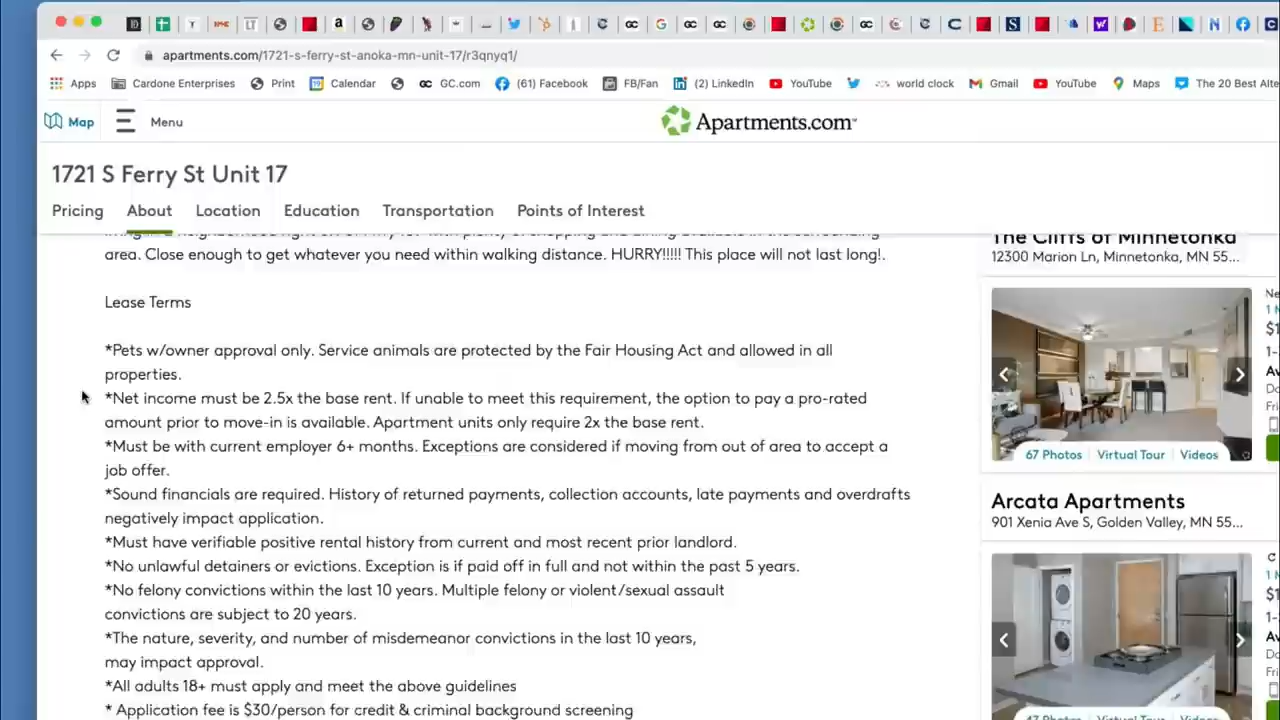 apartments.com/1721-s-ferry-st-anoka-mn-unit-17/r3qnyq1/
Apps Cardone Enterprises Print Calendar GC.com (61) Facebook FB/Fan (2) LinkedIn YouTube world clock Gmail YouTube Maps The 20 Best Alte
Map Menu Apartments.com
1721 S Ferry St Unit 17
Pricing About Location Education Transportation Points of Interest
area. Close enough to get whatever you need within walking distance. HURRY!!!!! This place will not last long!.
Lease Terms
*Pets w/owner approval only. Service animals are protected by the Fair Housing Act and allowed in all
properties.
*Net income must be 2.5x the base rent. If unable to meet this requirement, the option to pay a pro-rated
amount prior to move-in is available. Apartment units only require 2x the base rent.
*Must be with current employer 6+ months. Exceptions are considered if moving from out of area to accept a
job offer.
*Sound financials are required. History of returned payments, collection accounts, late payments and overdrafts
negatively impact application.
*Must have verifiable positive rental history from current and most recent prior landlord.
*No unlawful detainers or evictions. Exception is if paid off in full and not within the past 5 years.
*No felony convictions within the last 10 years. Multiple felony or violent/sexual assault
convictions are subject to 20 years.
*The nature, severity, and number of misdemeanor convictions in the last 10 years,
may impact approval.
*All adults 18+ must apply and meet the above guidelines
* Application fee is $30/person for credit & criminal background screening
The Cliffs of Minnetonka
12300 Marion Ln, Minnetonka, MN 55...
67 Photos Virtual Tour Videos
Arcata Apartments
901 Xenia Ave S, Golden Valley, MN 55...
47 Photos Virtual Tour Videos